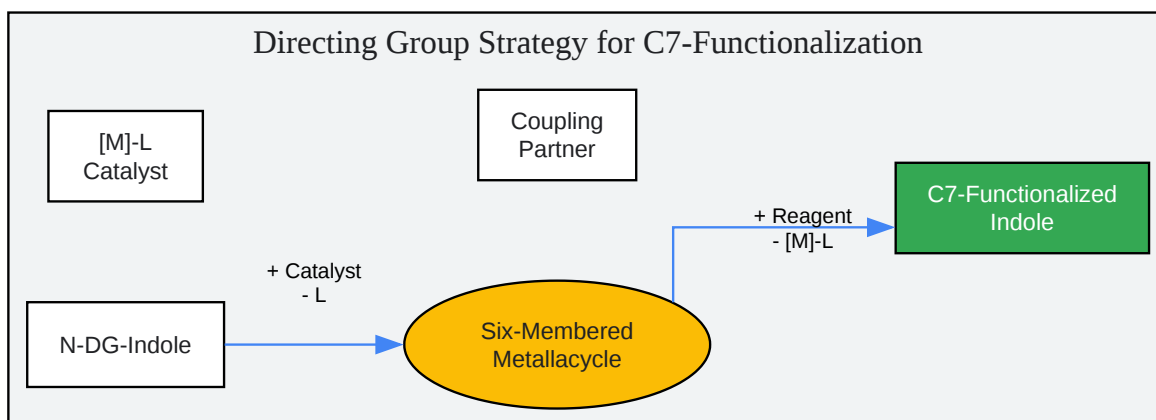 Directing Group Strategy for C7-Functionalization
[M]-L
Catalyst
Coupling
Partner
C7-Functionalized
Indole
+ Reagent
- [M]-L
+ Catalyst
- L
N-DG-Indole
Six-Membered
Metallacycle